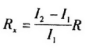 Rₓ = (I₂ − I₁)/I₁ R